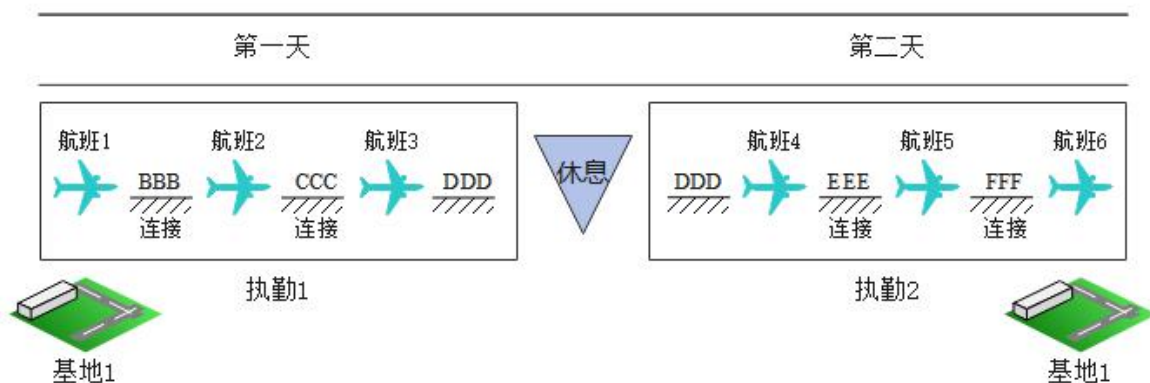 第一天 第二天
航班1 航班2 航班3 航班4 航班5 航班6
BBB CCC DDD 休息 DDD EEE FFF
连接 连接 连接 连接
执勤1 执勤2
基地1 基地1